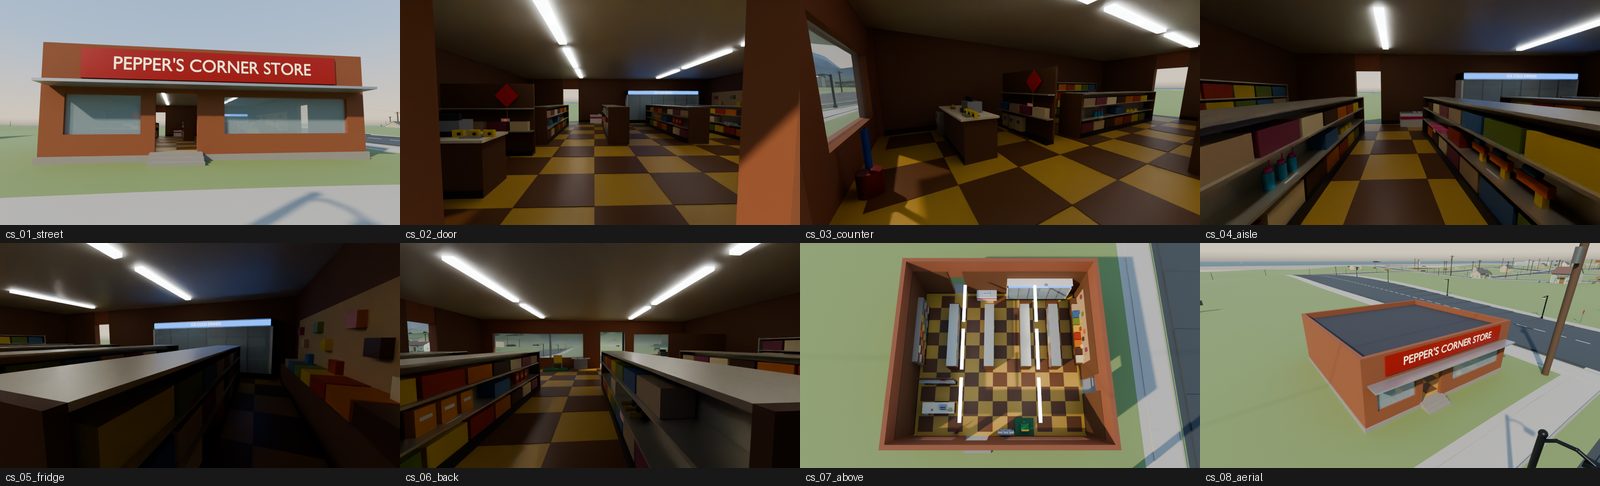 PEPPER'S CORNER STORE
cs_01_street
cs_02_door
cs_03_counter
cs_04_aisle
cs_05_fridge
cs_06_back
cs_07_above
PEPPER'S CORNER STORE
cs_08_aerial